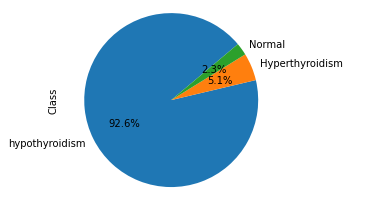 Normal
Hyperthyroidism
2.3%
5.1%
Class
92.6%
hypothyroidism